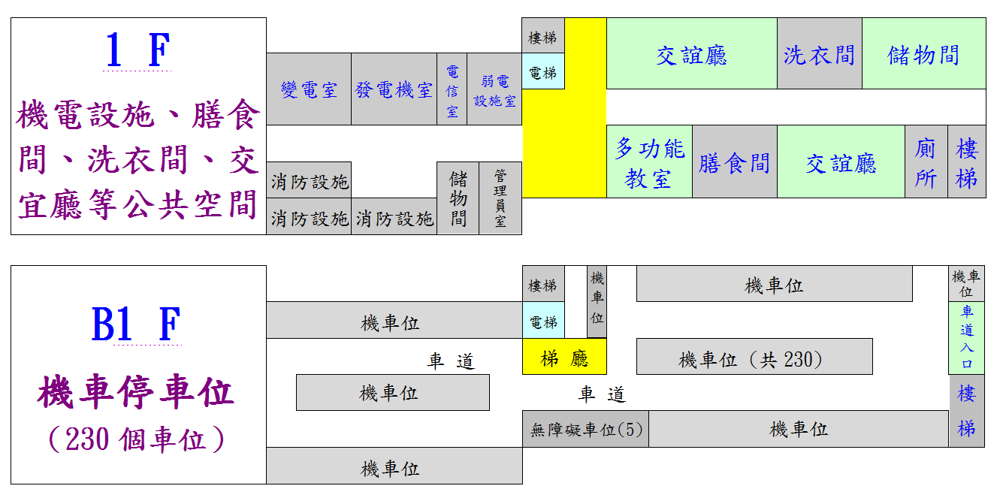 1 F
機電設施、膳食
間、洗衣間、交
宜廳等公共空間
變電室
發電機室
電
信
室
弱電
設施室
消防設施
消防設施
消防設施
儲
物
間
管
理
員
室
樓梯
電梯
交誼廳
洗衣間
儲物間
多功能
教室
膳食間
交誼廳
廁
所
樓
梯
B1 F
機車停車位
（230 個車位）
機車位
車 道
機車位
機車位
樓梯
電梯
梯 廳
機
車
位
機車位
機車位（共 230）
車 道
無障礙車位(5)
機車位
機車
位
車
道
入
口
樓
梯